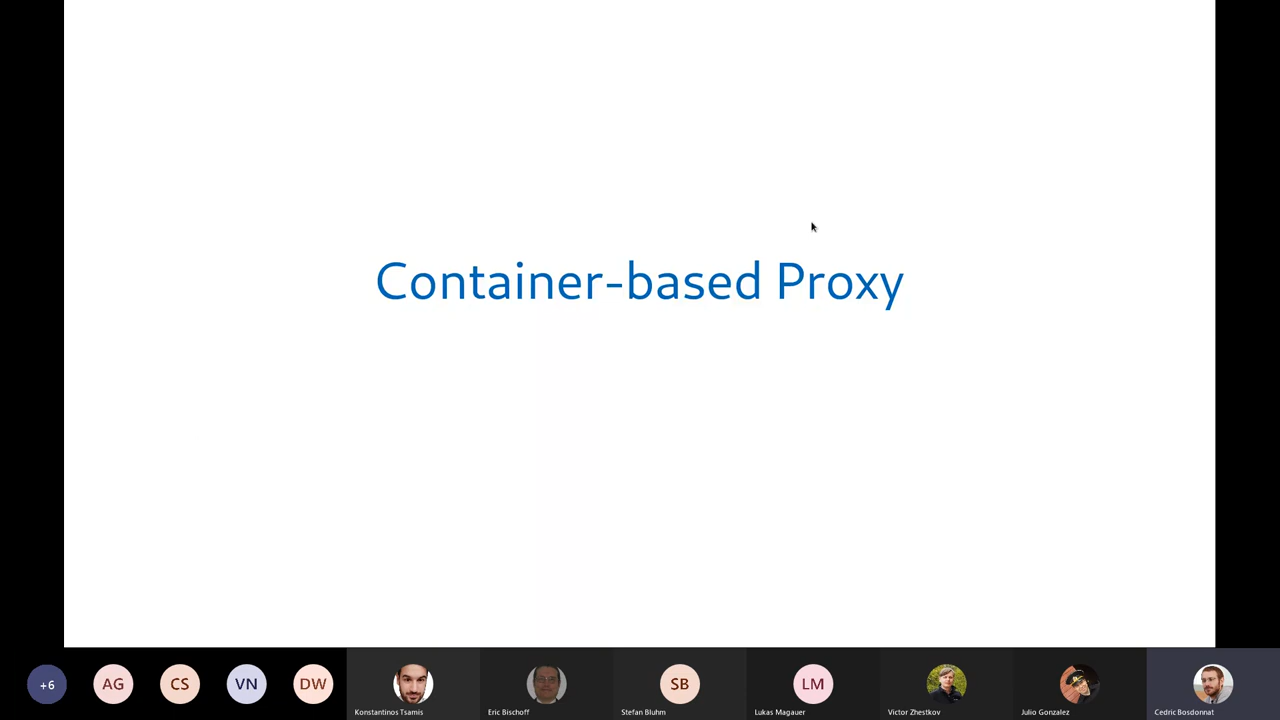 Container-based Proxy
+6
AG
CS
VN
DW
SB
LM
Konstantinos Tsamis
Eric Bischoff
Stefan Bluhm
Lukas Magauer
Victor Zhestkov
Julio Gonzalez
Cedric Bosdonnat